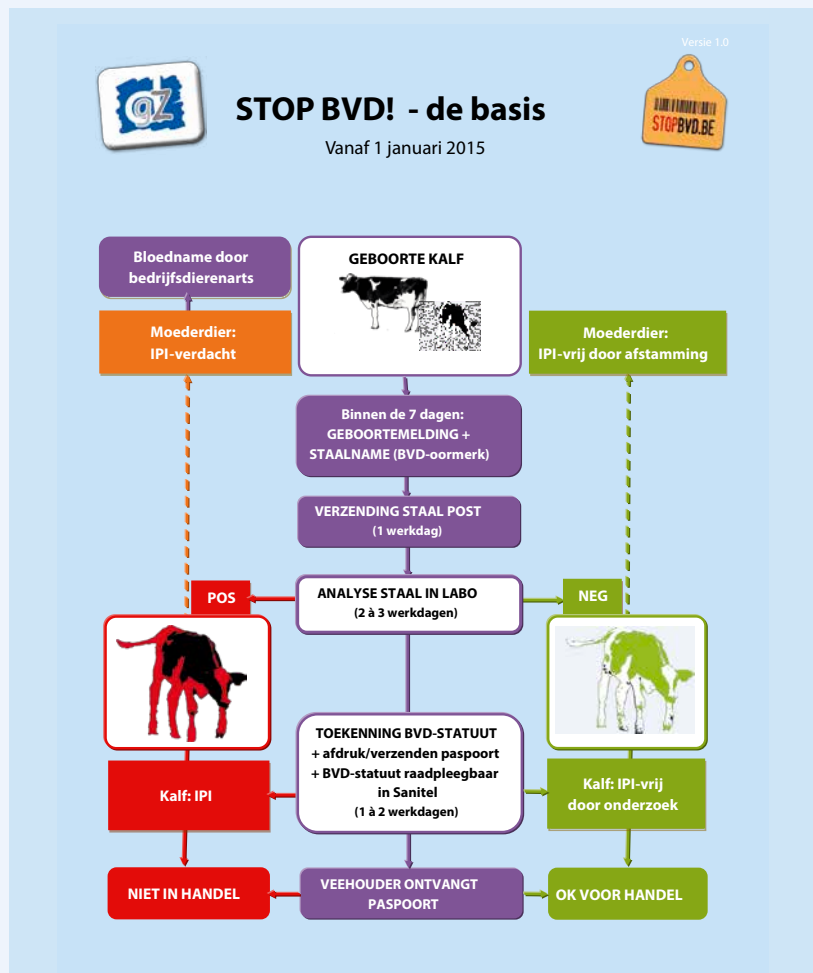 Versie 1.0
gZ
STOP BVD! - de basis
STOPBVD.BE
Vanaf 1 januari 2015
Bloedname door
bedrijfsdierenarts
GEBOORTE KALF
Moederdier:
IPI-verdacht
Moederdier:
IPI-vrij door afstamming
Binnen de 7 dagen:
GEBOORTEMELDING +
STAALNAME (BVD-oormerk)
VERZENDING STAAL POST
(1 werkdag)
POS
ANALYSE STAAL IN LABO
(2 à 3 werkdagen)
NEG
TOEKENNING BVD-STATUUT
+ afdruk/verzenden paspoort
+ BVD-statuut raadpleegbaar
in Sanitel
(1 à 2 werkdagen)
Kalf: IPI
Kalf: IPI-vrij
door onderzoek
NIET IN HANDEL
VEEHOUDER ONTVANGT
PASPOORT
OK VOOR HANDEL